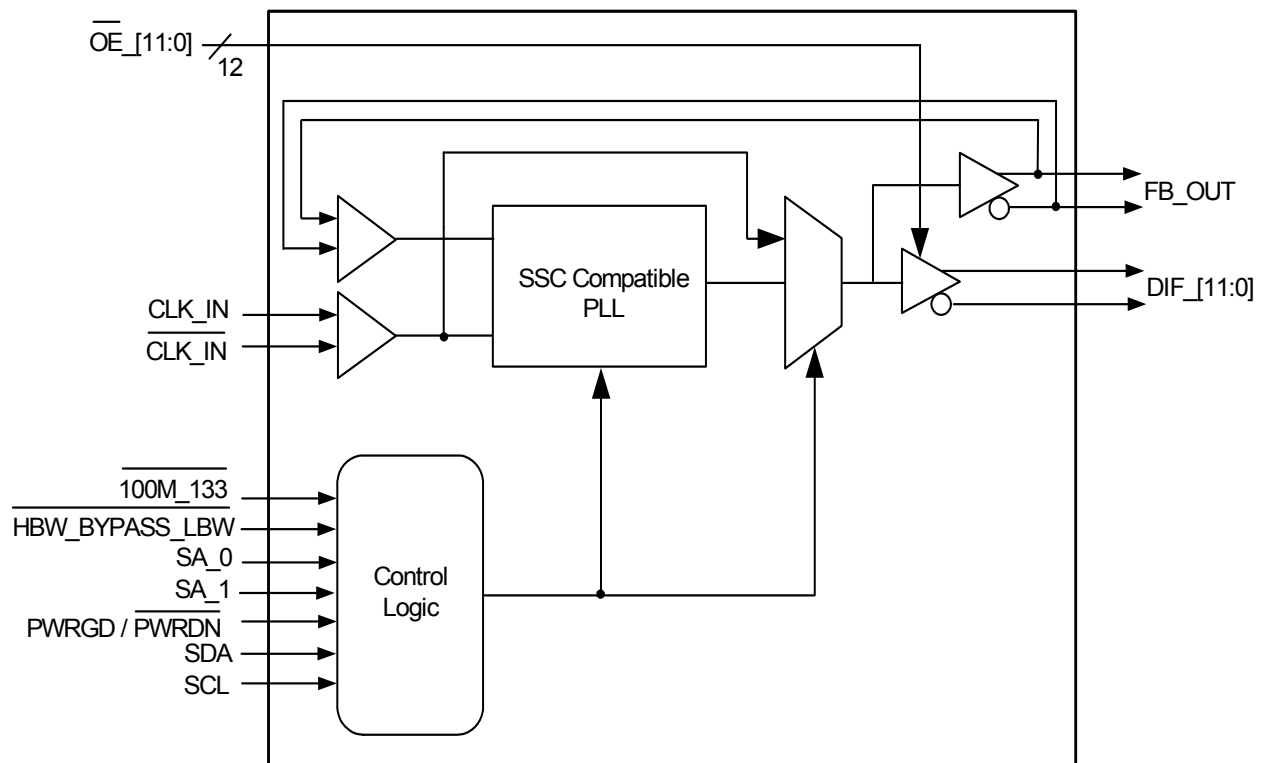 OE_[11:0]
12
FB_OUT
SSC Compatible
PLL
DIF_[11:0]
CLK_IN
CLK_IN
100M_133
HBW_BYPASS_LBW
SA_0
SA_1
PWRGD / PWRDN
SDA
SCL
Control
Logic